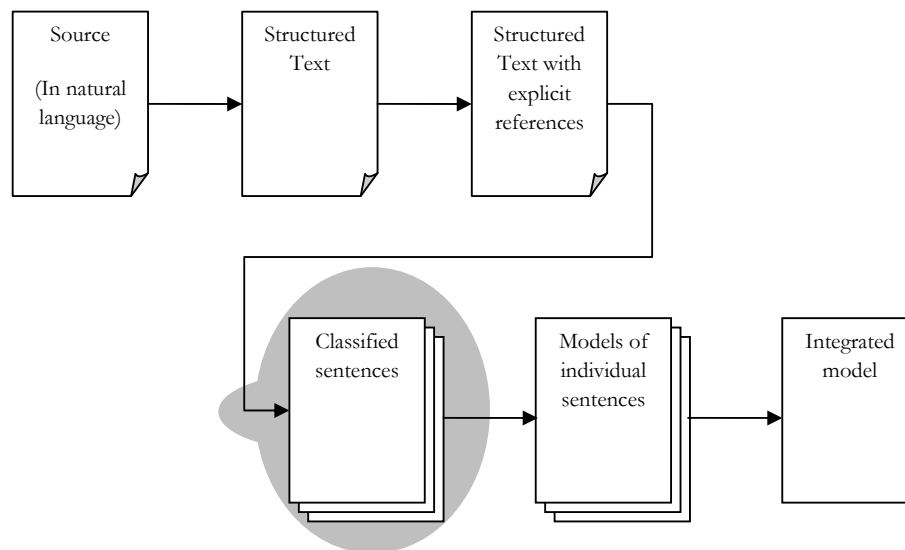 Source
(In natural
language)
Structured
Text
Structured
Text with
explicit
references
Classified
sentences
Models of
individual
sentences
Integrated
model